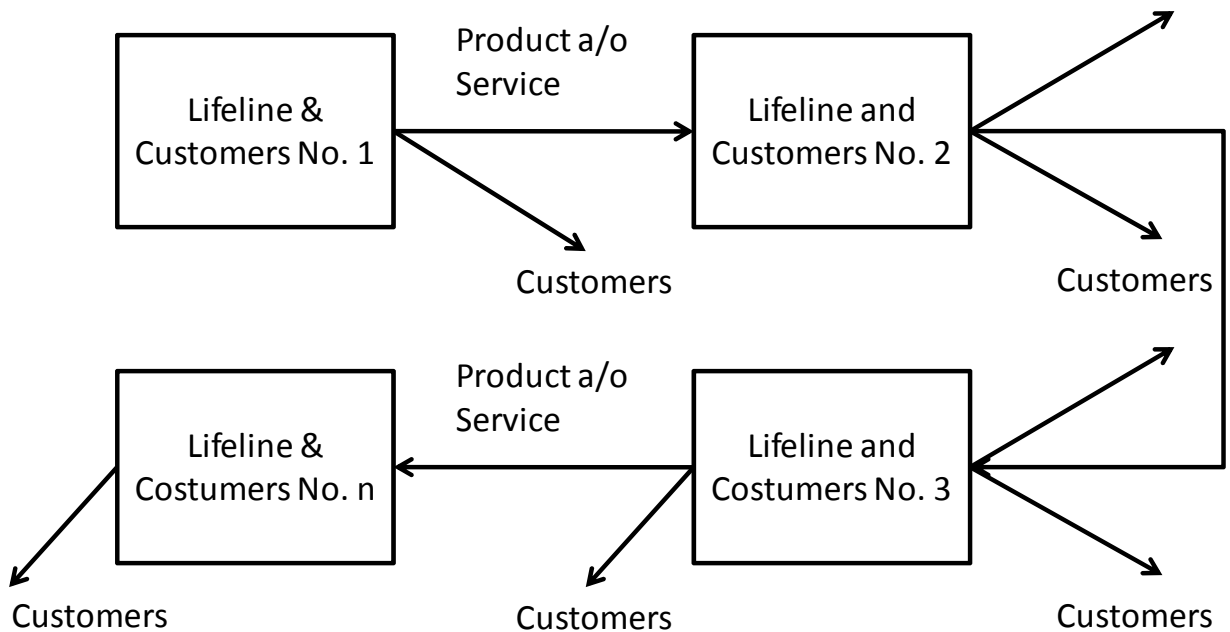 Product a/o
Service
Lifeline &
Customers No. 1
Lifeline and
Customers No. 2
Customers
Customers
Product a/o
Service
Lifeline &
Costumers No. n
Lifeline and
Costumers No. 3
Customers
Customers
Customers